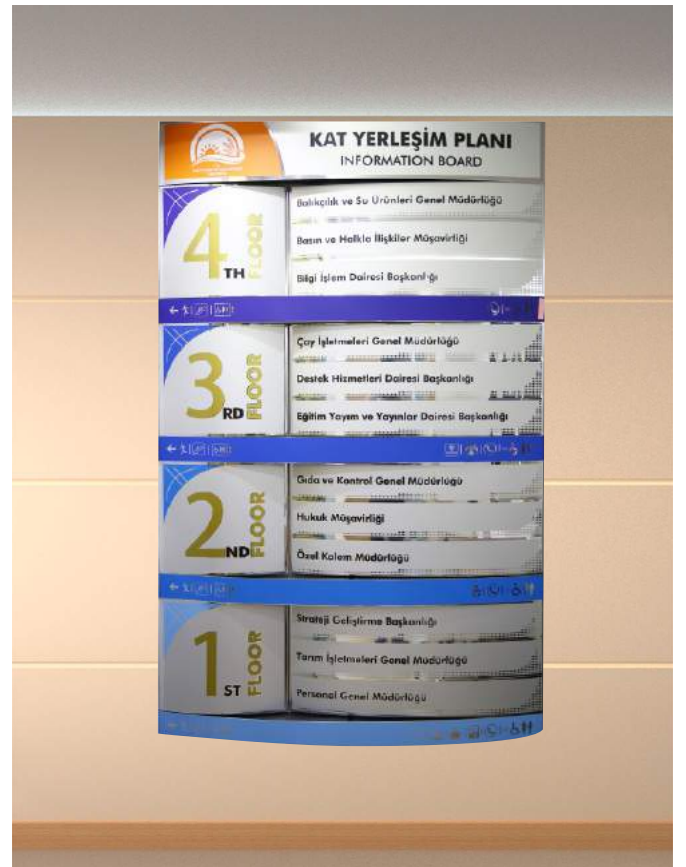 KAT YERLEŞİM PLANI
INFORMATION BOARD
4TH FLOOR
Balıkçılık ve Su Ürünleri Genel Müdürlüğü
Basın ve Halkla İlişkiler Müşavirliği
Bilgi İşlem Dairesi Başkanlığı
3RD FLOOR
Çay İşletmeleri Genel Müdürlüğü
Destek Hizmetleri Dairesi Başkanlığı
Eğitim Yayım ve Yayınlar Dairesi Başkanlığı
2ND FLOOR
Gıda ve Kontrol Genel Müdürlüğü
Hukuk Müşavirliği
Özel Kalem Müdürlüğü
1ST FLOOR
Strateji Geliştirme Başkanlığı
Tarım İşletmeleri Genel Müdürlüğü
Personel Genel Müdürlüğü